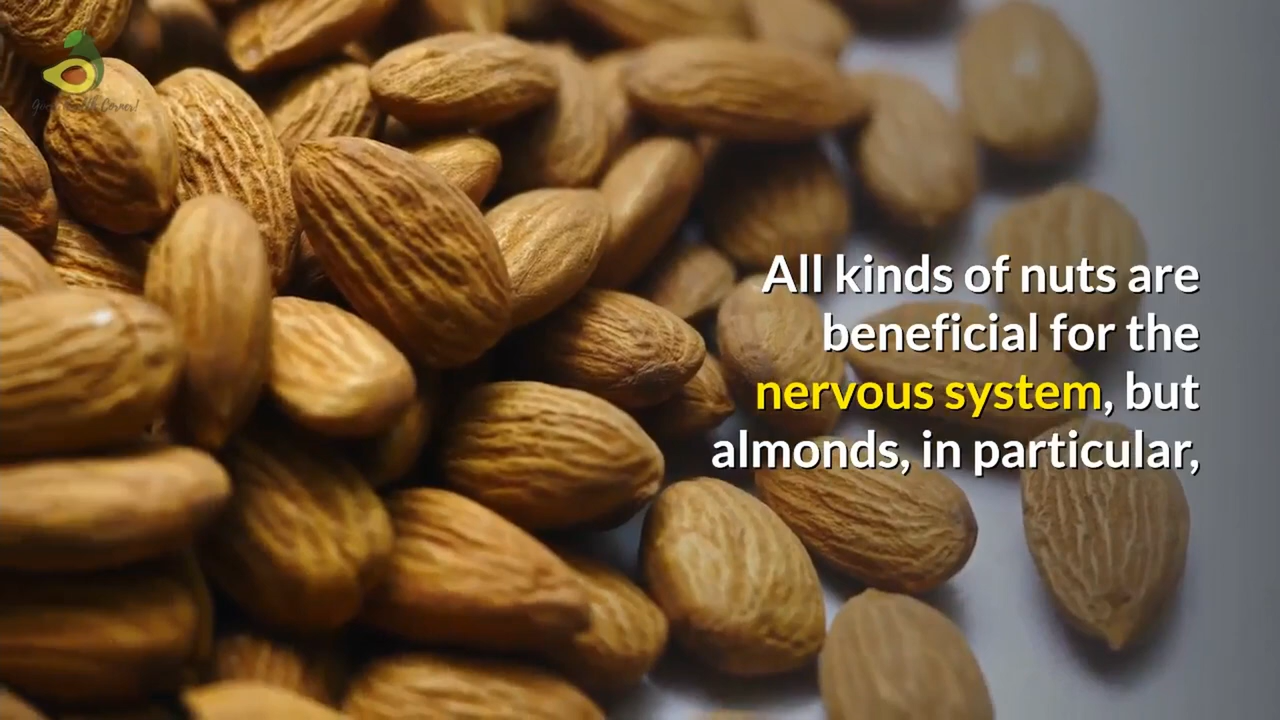 All kinds of nuts are
beneficial for the
nervous system, but
almonds, in particular,